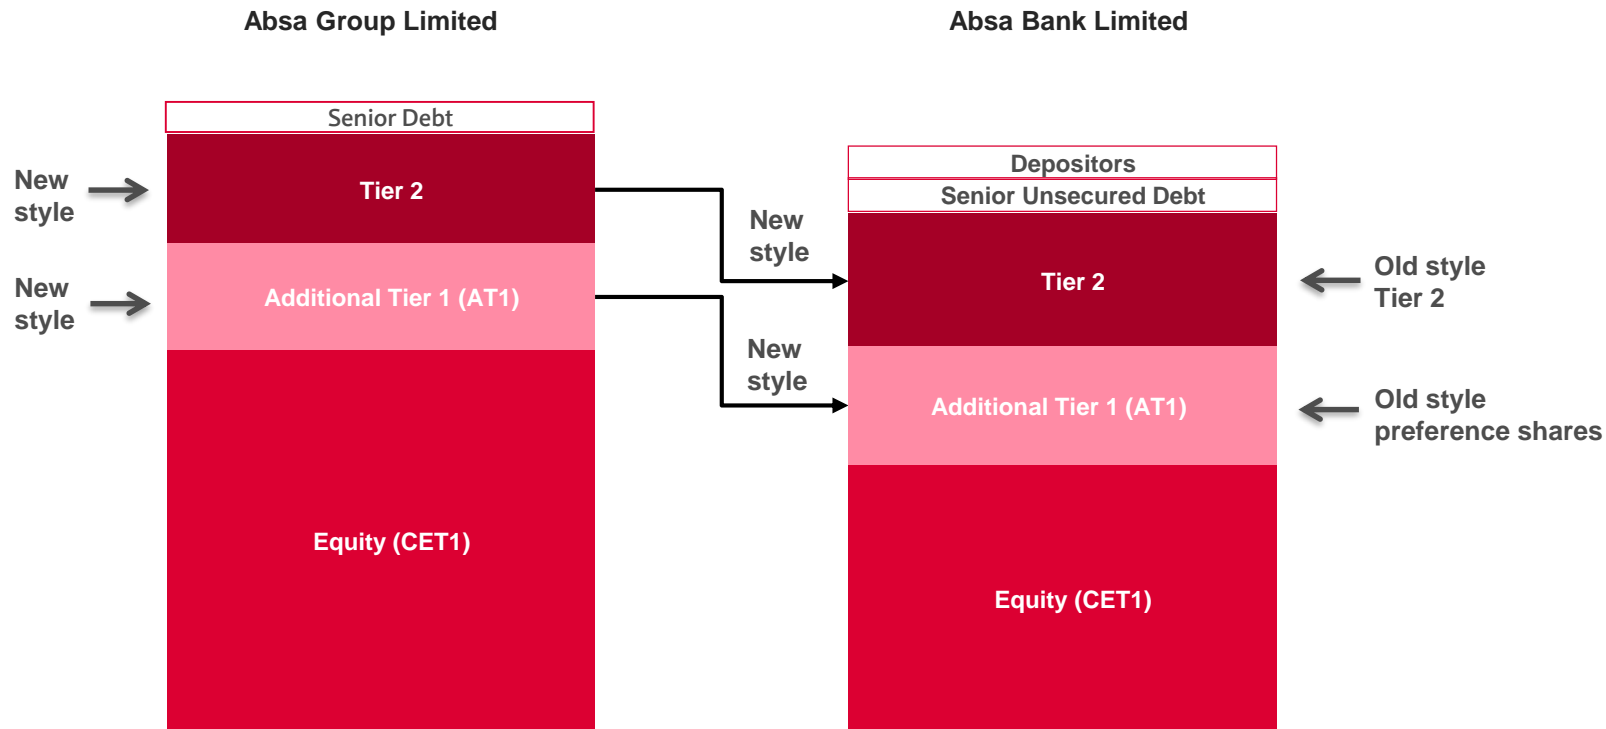 Absa Group Limited
Absa Bank Limited
Senior Debt
New
style
Tier 2
New
style
Additional Tier 1 (AT1)
Equity (CET1)
New
style
New
style
Depositors
Senior Unsecured Debt
Tier 2
Old style
Tier 2
Additional Tier 1 (AT1)
Old style
preference shares
Equity (CET1)